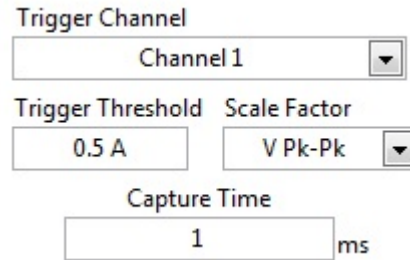 Trigger Channel
Channel 1
Trigger Threshold Scale Factor
0.5 A V Pk-Pk
Capture Time
1 ms